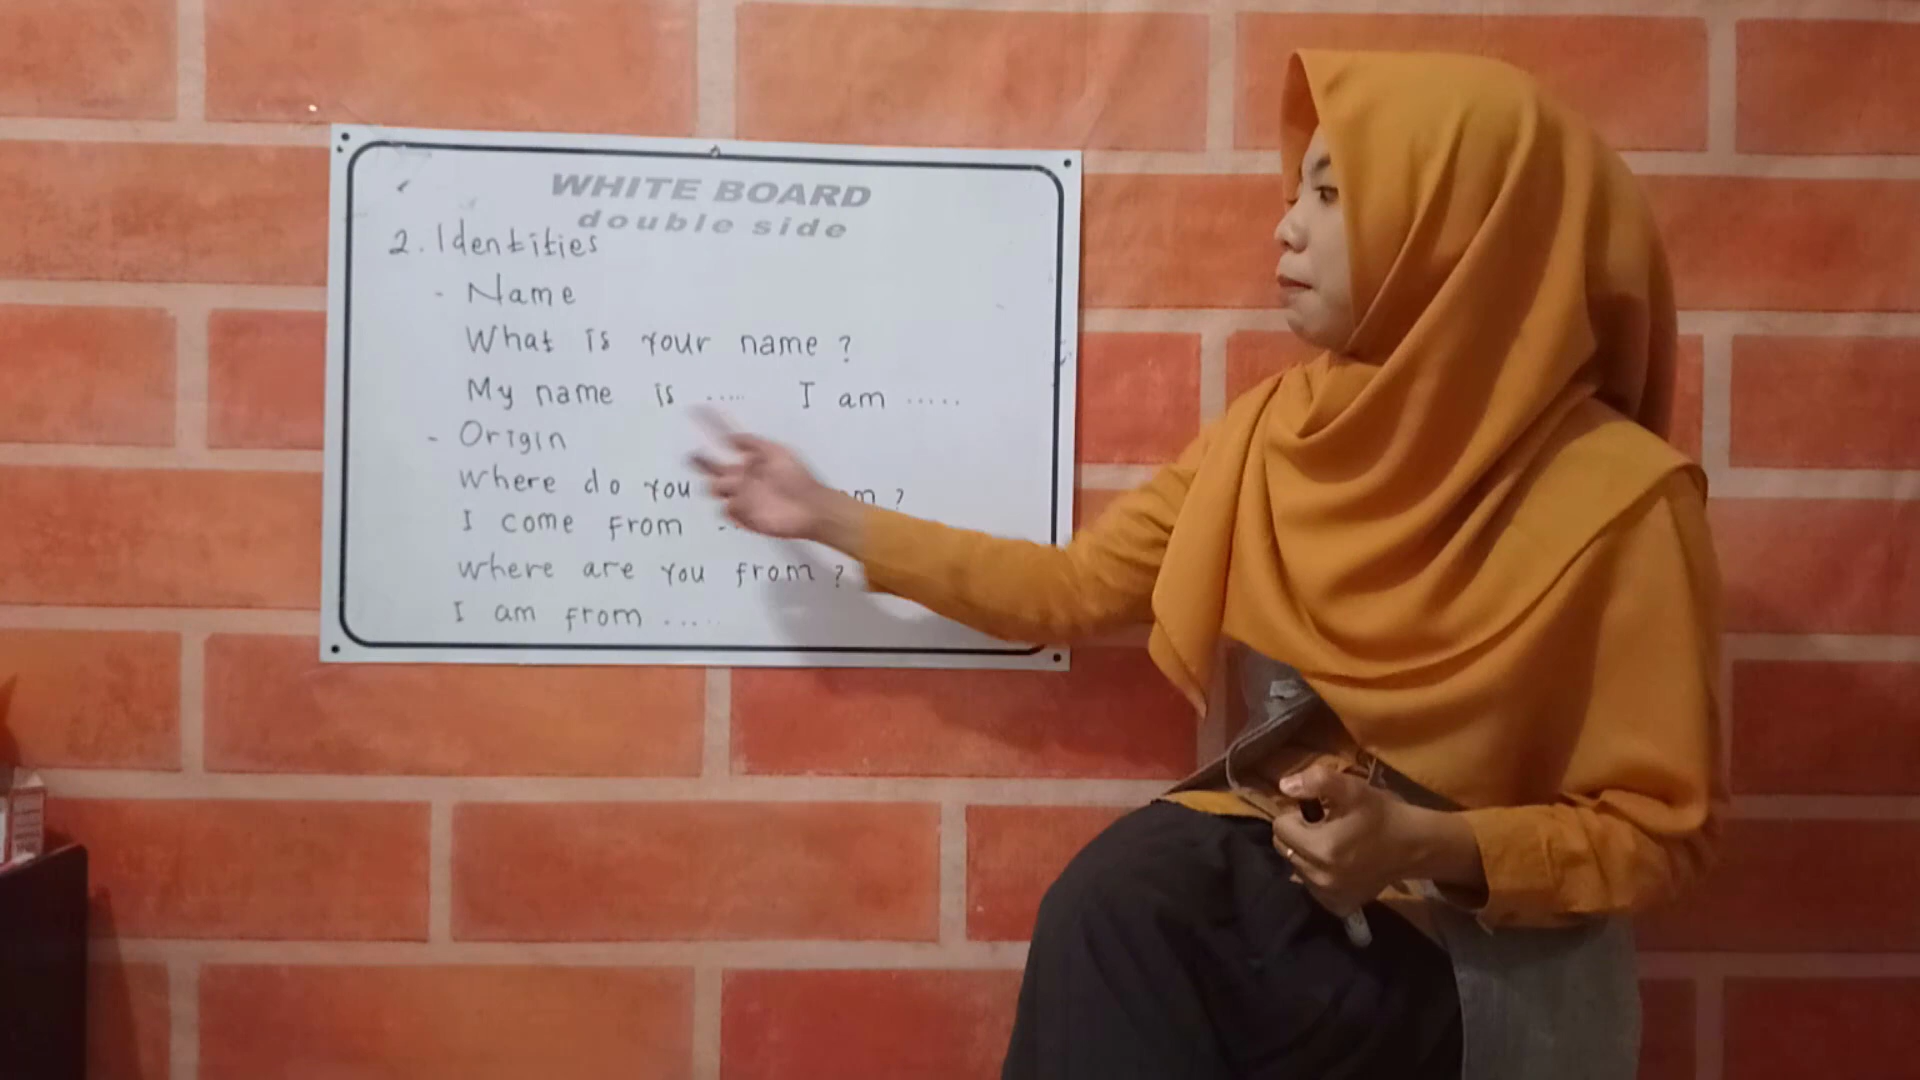 WHITE BOARD
double side
2. Identities
- Name
What is your name ?
My name is ..... I am .....
- Origin
Where do you ?
I come from
where are you from ?
I am from .....